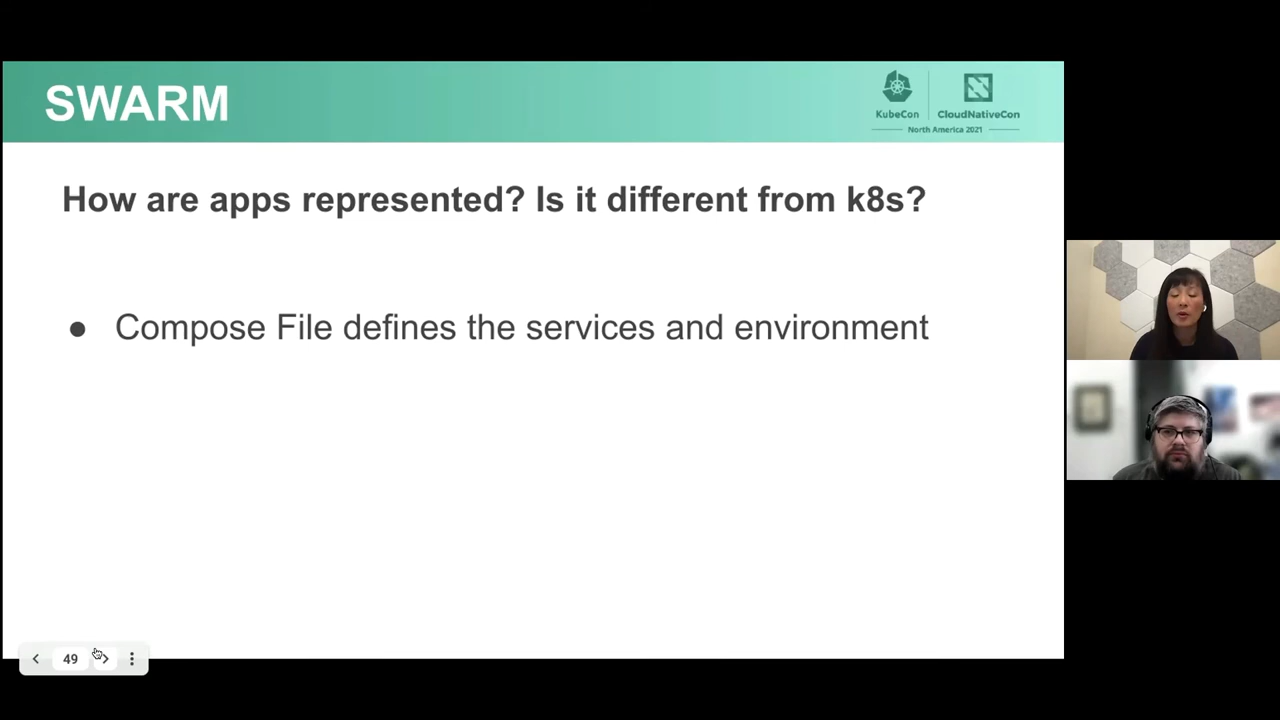 SWARM
KubeCon
CloudNativeCon
North America 2021
How are apps represented? Is it different from k8s?
● Compose File defines the services and environment
49